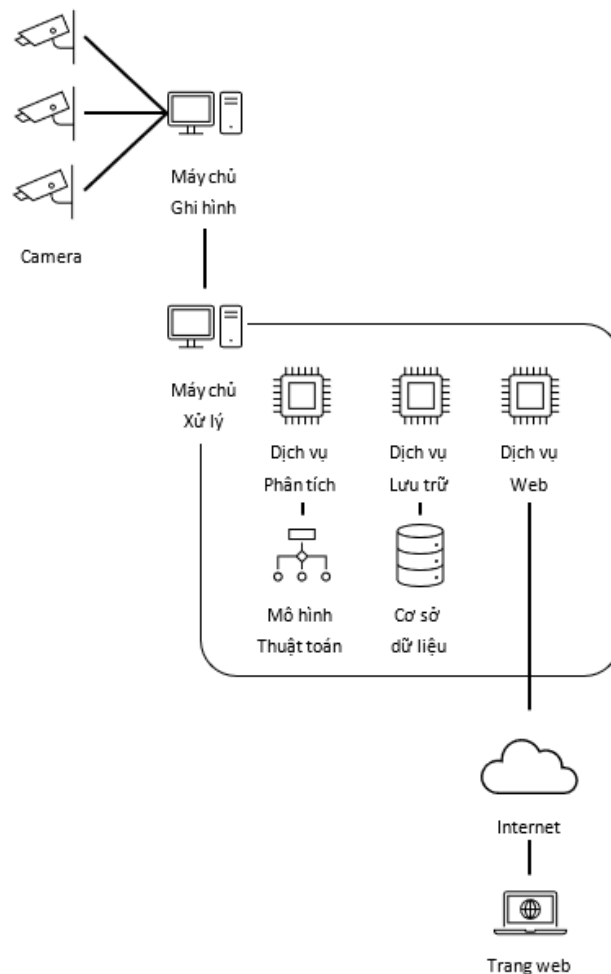 Máy chủ
Ghi hình
Camera
Máy chủ
Xử lý
Dịch vụ
Phân tích
Dịch vụ
Lưu trữ
Dịch vụ
Web
Mô hình
Thuật toán
Cơ sở
dữ liệu
Internet
Trang web